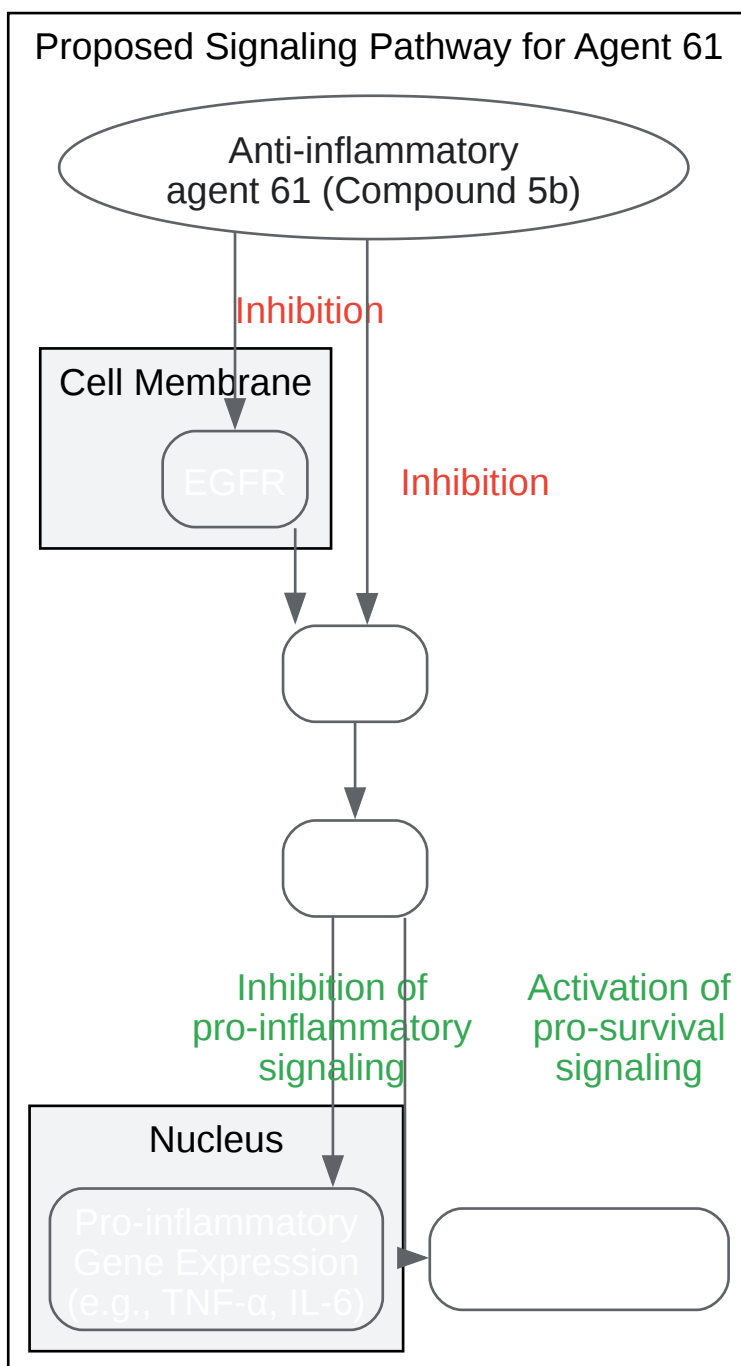 Proposed Signaling Pathway for Agent 61
Anti-inflammatory
agent 61 (Compound 5b)
Inhibition
Cell Membrane
EGFR
Inhibition
Inhibition of
pro-inflammatory
signaling
Activation of
pro-survival
signaling
Nucleus
Pro-inflammatory
Gene Expression
(e.g., TNF-α, IL-6)